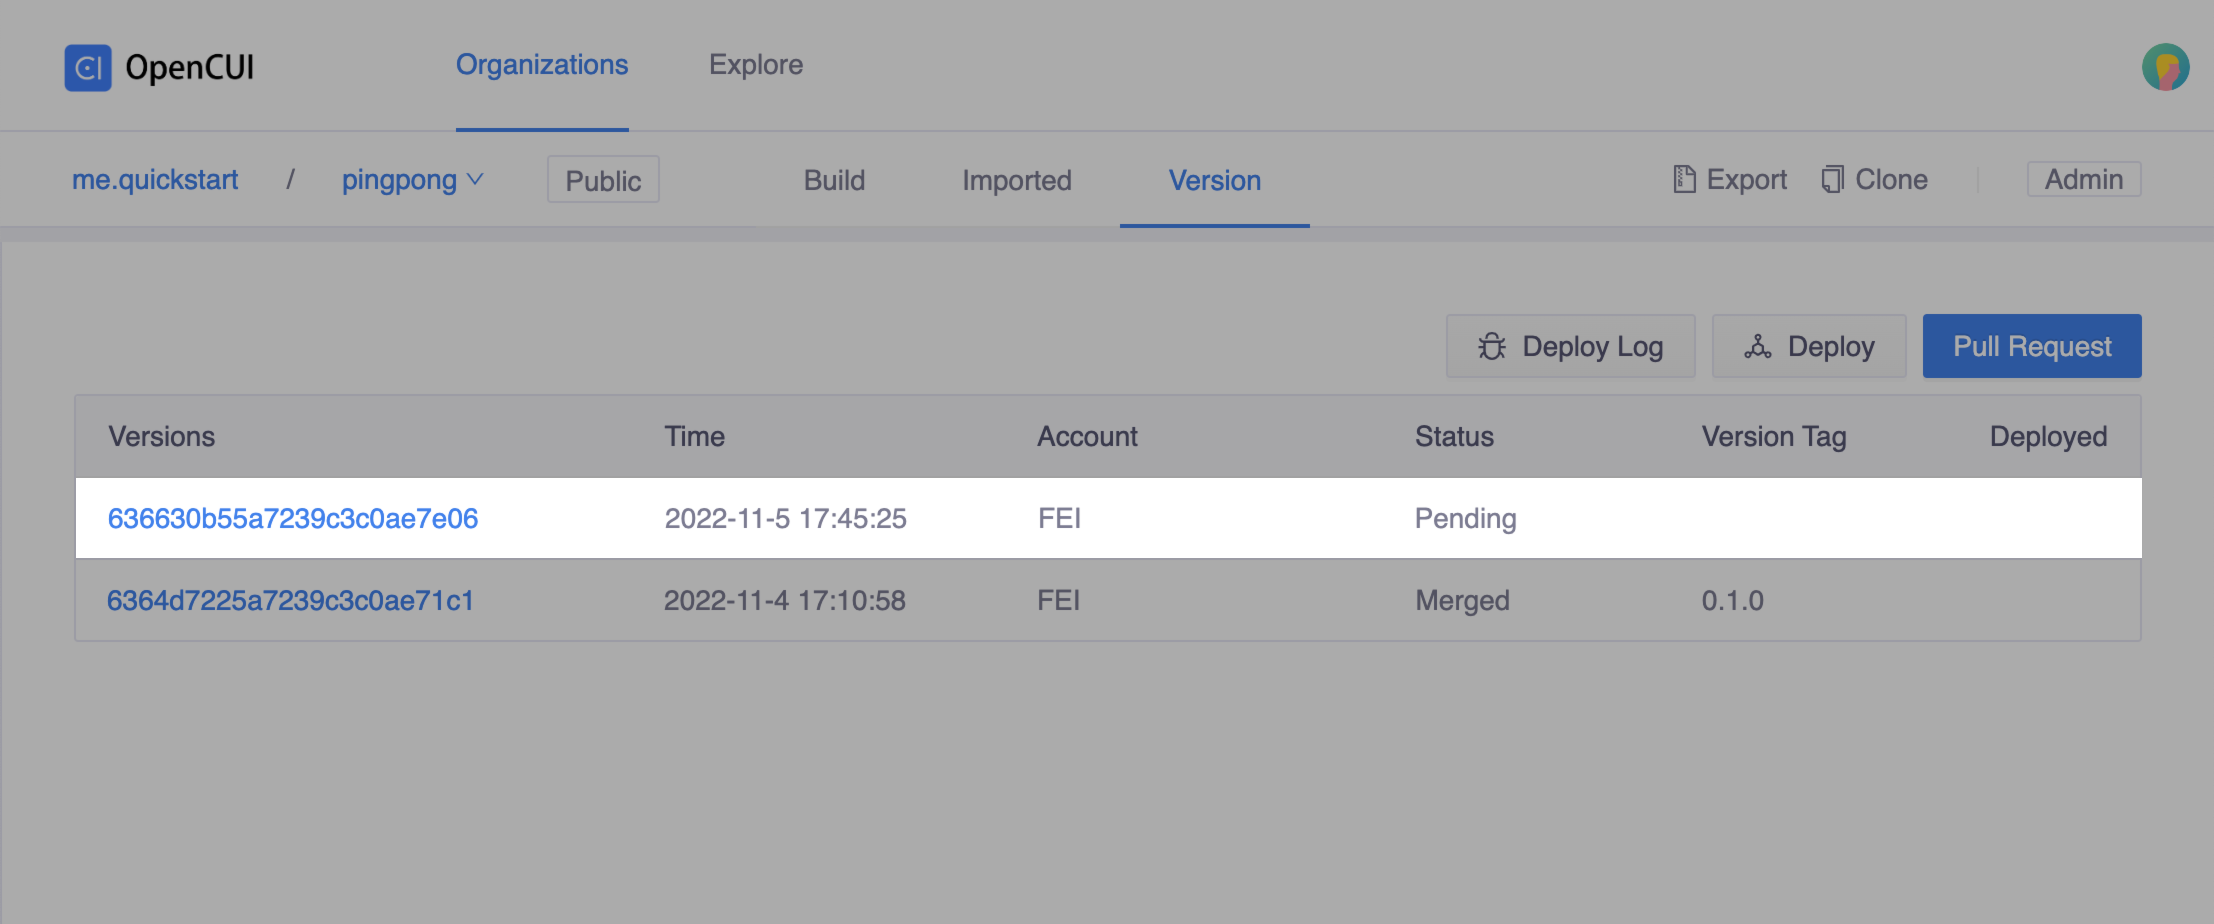 CI OpenCUI Organizations Explore
me.quickstart / pingpong Public Build Imported Version Export Clone Admin
Deploy Log Deploy Pull Request
Versions Time Account Status Version Tag Deployed
636630b55a7239c3c0ae7e06 2022-11-5 17:45:25 FEI Pending
6364d7225a7239c3c0ae71c1 2022-11-4 17:10:58 FEI Merged 0.1.0